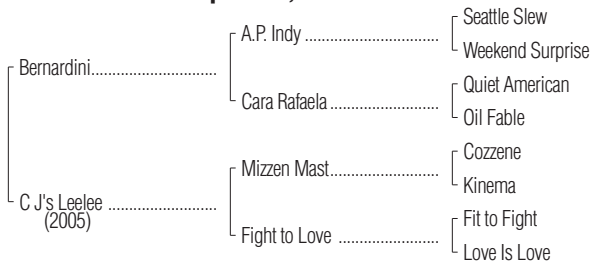 Seattle Slew
A.P. Indy
Weekend Surprise
Bernardini
Quiet American
Cara Rafaela
Oil Fable
Cozzene
Mizzen Mast
Kinema
C J's Leelee
(2005)
Fit to Fight
Fight to Love
Love Is Love